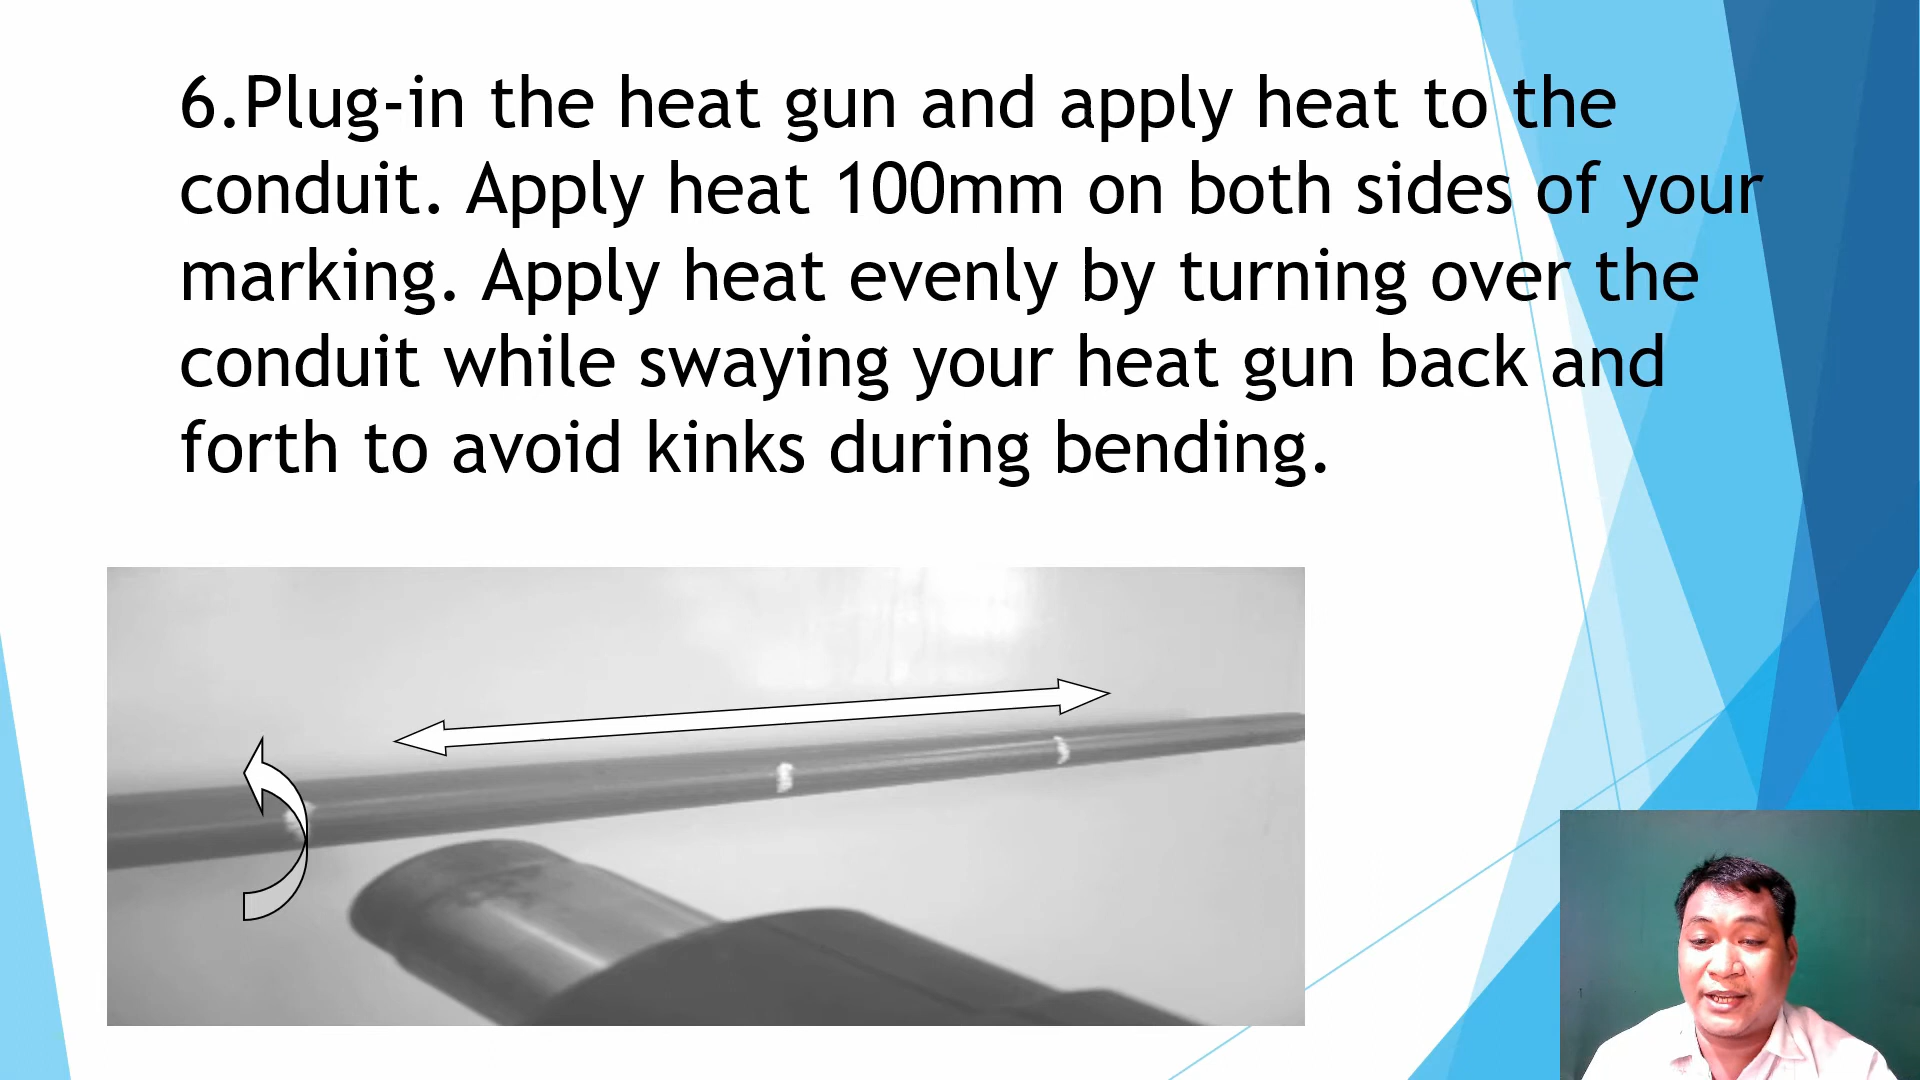 6.Plug-in the heat gun and apply heat to the
conduit. Apply heat 100mm on both sides of your
marking. Apply heat evenly by turning over the
conduit while swaying your heat gun back and
forth to avoid kinks during bending.